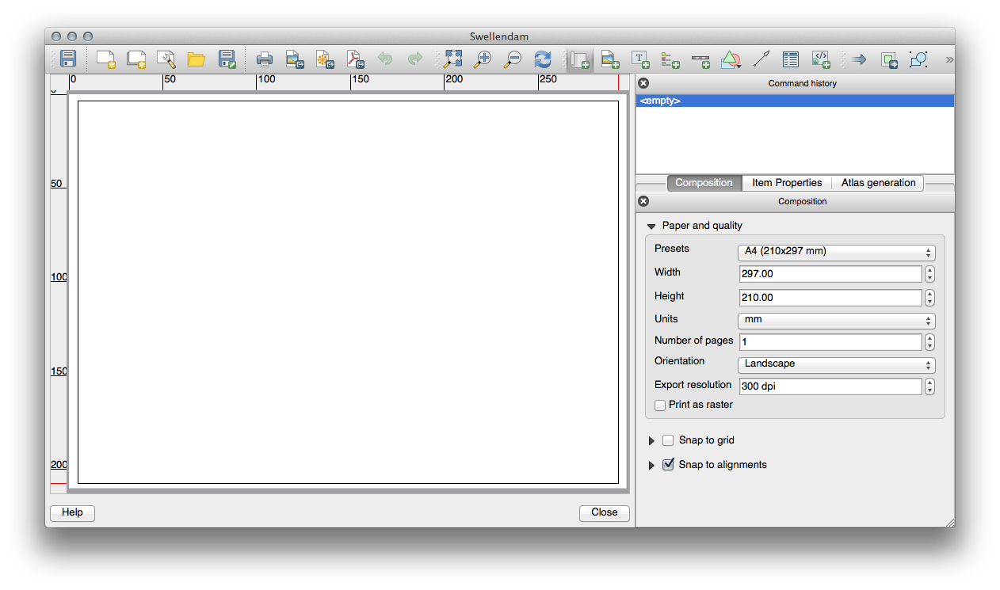 Swellendam
0 50 100 150 200 250
Command history
<empty>
0
50
100
150
200
Composition Item Properties Atlas generation
Composition
Paper and quality
Presets A4 (210x297 mm)
Width 297.00
Height 210.00
Units mm
Number of pages 1
Orientation Landscape
Export resolution 300 dpi
Print as raster
Snap to grid
Snap to alignments
Help Close